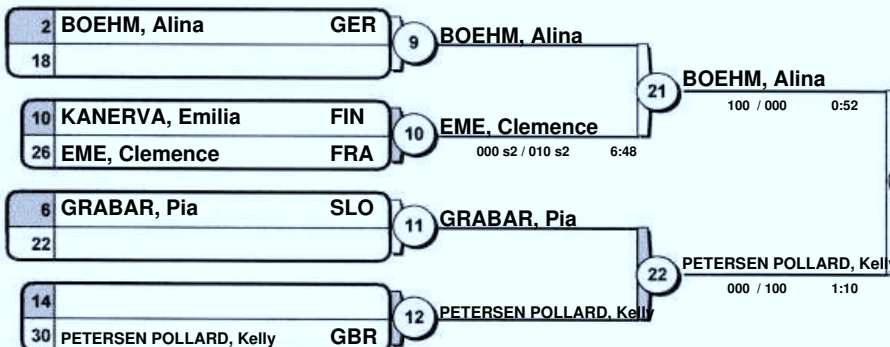 2 BOEHM, Alina GER
18
9
BOEHM, Alina
10 KANERVA, Emilia FIN
26 EME, Clemence FRA
10
EME, Clemence
000 s2 / 010 s2 6:48
21
BOEHM, Alina
100 / 000 0:52
6 GRABAR, Pia SLO
22
11
GRABAR, Pia
14
30 PETERSEN POLLARD, Kelly GBR
12
PETERSEN POLLARD, Kelly
22
PETERSEN POLLARD, Kelly
000 / 100 1:10